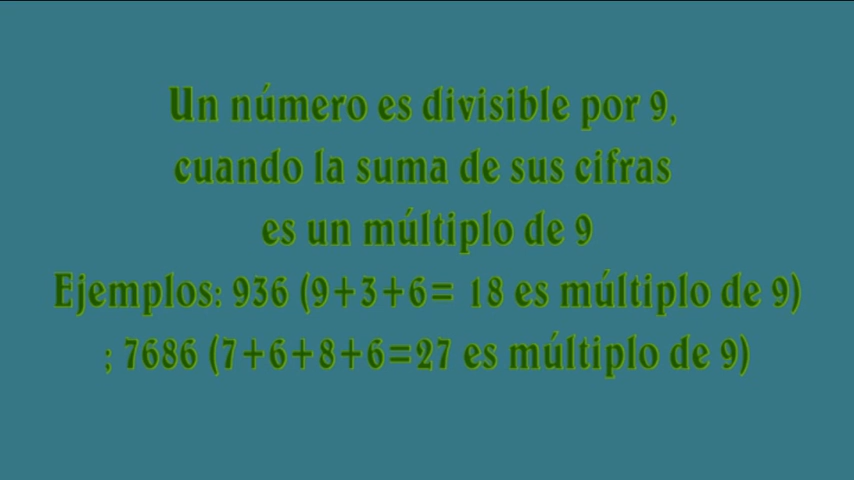 Un número es divisible por 9,
cuando la suma de sus cifras
es un múltiplo de 9
Ejemplos: 936 (9+3+6= 18 es múltiplo de 9)
; 7686 (7+6+8+6=27 es múltiplo de 9)